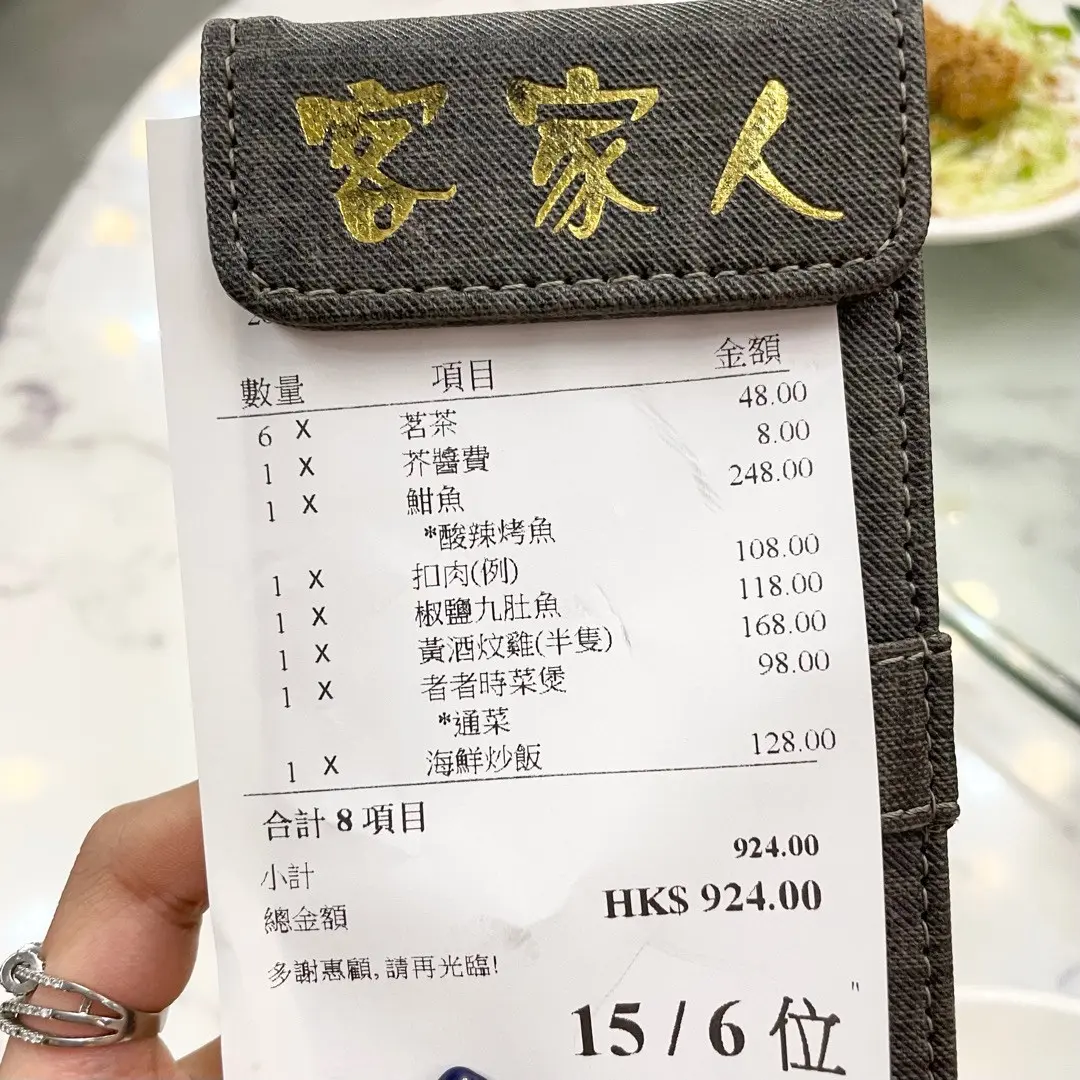 客家人
數量 項目 金額
6 X 茗茶 48.00
1 X 芥醬費 8.00
1 X 魽魚 248.00
*酸辣烤魚
1 X 扣肉(例) 108.00
1 X 椒鹽九肚魚 118.00
1 X 黃酒炆雞(半隻) 168.00
1 X 者者時菜煲 98.00
*通菜
1 X 海鮮炒飯 128.00
合計 8 項目
小計 924.00
總金額 HK$ 924.00
多謝惠顧, 請再光臨!
15 / 6 位"